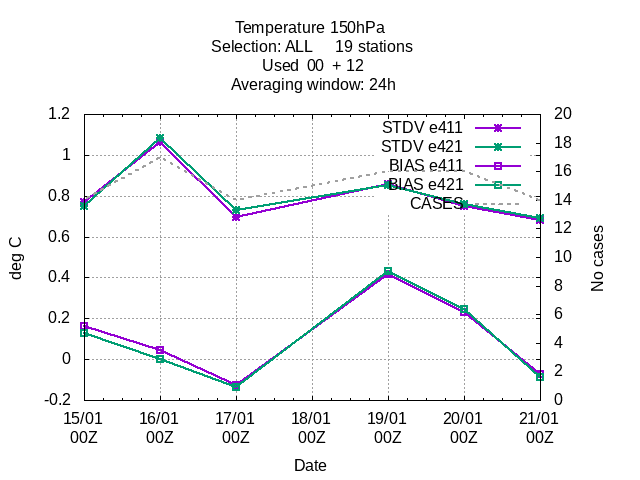 Temperature 150hPa
Selection: ALL 19 stations
Used 00 + 12
Averaging window: 24h
STDV e411
STDV e421
BIAS e411
BIAS e421
CASES
deg C
1.2
1
0.8
0.6
0.4
0.2
0
-0.2
20
18
16
14
12
10
8
6
4
2
0
No cases
15/01 16/01 17/01 18/01 19/01 20/01 21/01
00Z 00Z 00Z 00Z 00Z 00Z 00Z
Date